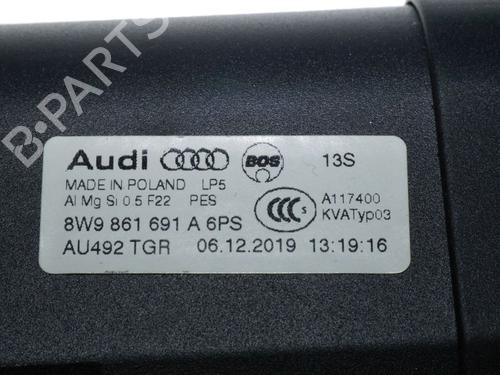 B-PARTS
Audi BOS 13S
MADE IN POLAND LP5
Al Mg Si 0 5 F22 PES
CCC S A117400
KVATyp03
8W9 861 691 A 6PS
AU492 TGR 06.12.2019 13:19:16